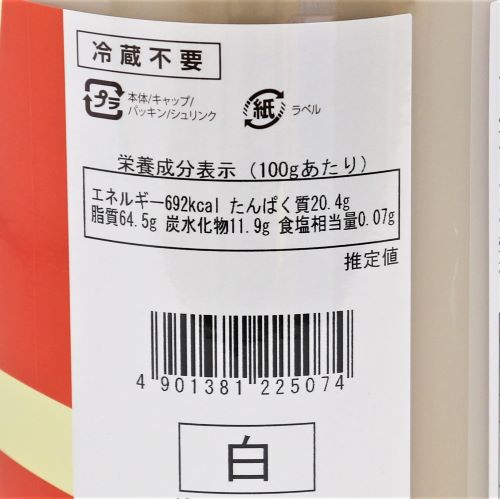 冷蔵不要
プラ
本体/キャップ/
パッキン/シュリンク
紙
ラベル
栄養成分表示(100gあたり)
エネルギー692kcal たんぱく質20.4g
脂質64.5g 炭水化物11.9g 食塩相当量0.07g
推定値
4 901381 225074
白